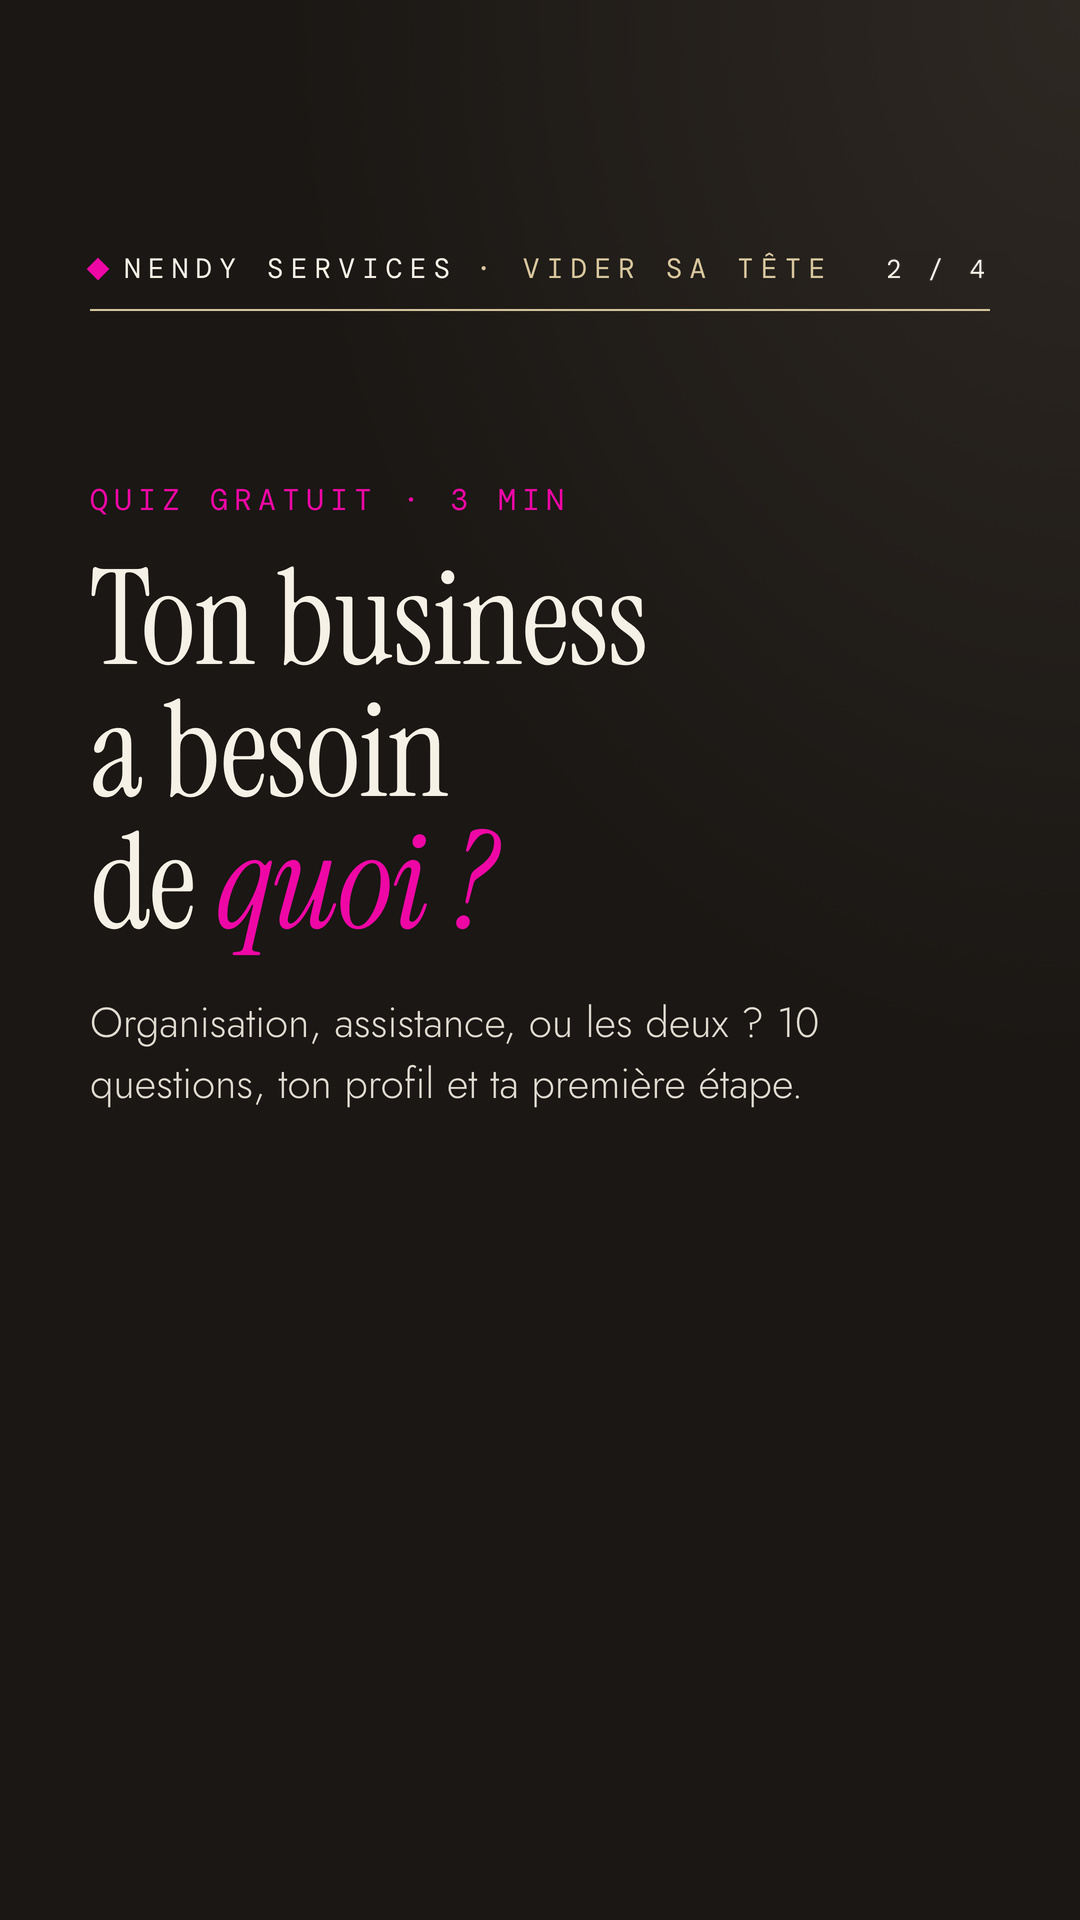 NENDY SERVICES · VIDER SA TÊTE 2 / 4
QUIZ GRATUIT · 3 MIN
Ton business
a besoin
de quoi ?
Organisation, assistance, ou les deux ? 10
questions, ton profil et ta première étape.